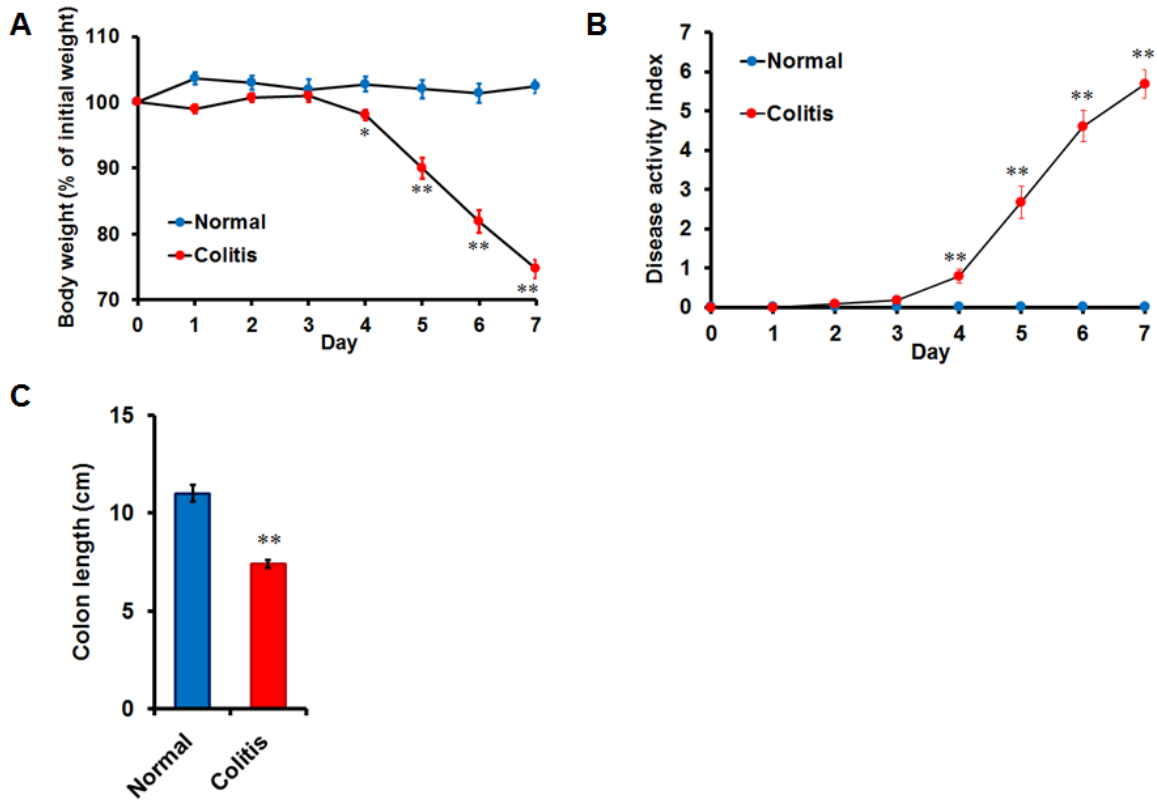 A
Body weight (% of initial weight)
110
100
90
80
70
Normal
Colitis
*
**
**
**
0 1 2 3 4 5 6 7
Day
B
Disease activity index
7
6
5
4
3
2
1
0
Normal
Colitis
**
**
**
**
0 1 2 3 4 5 6 7
Day
C
Colon length (cm)
15
10
5
0
**
Normal
Colitis